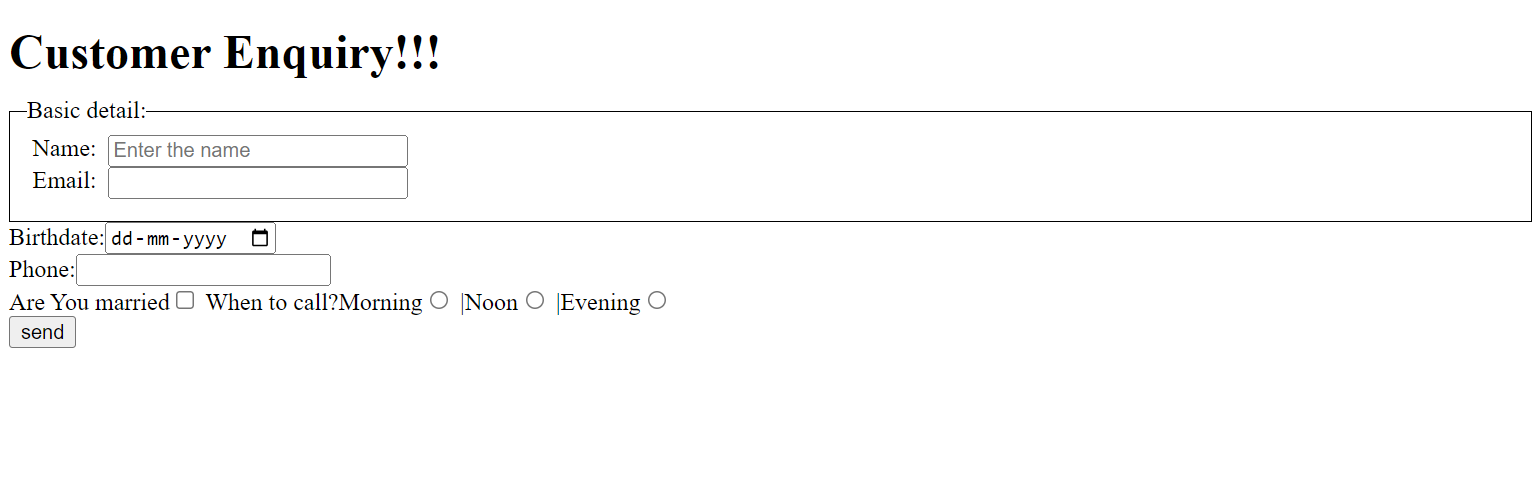 Customer Enquiry!!!
Basic detail:
Name: Enter the name
Email:
Birthdate: dd-mm-yyyy
Phone:
Are You married When to call?Morning |Noon |Evening
send